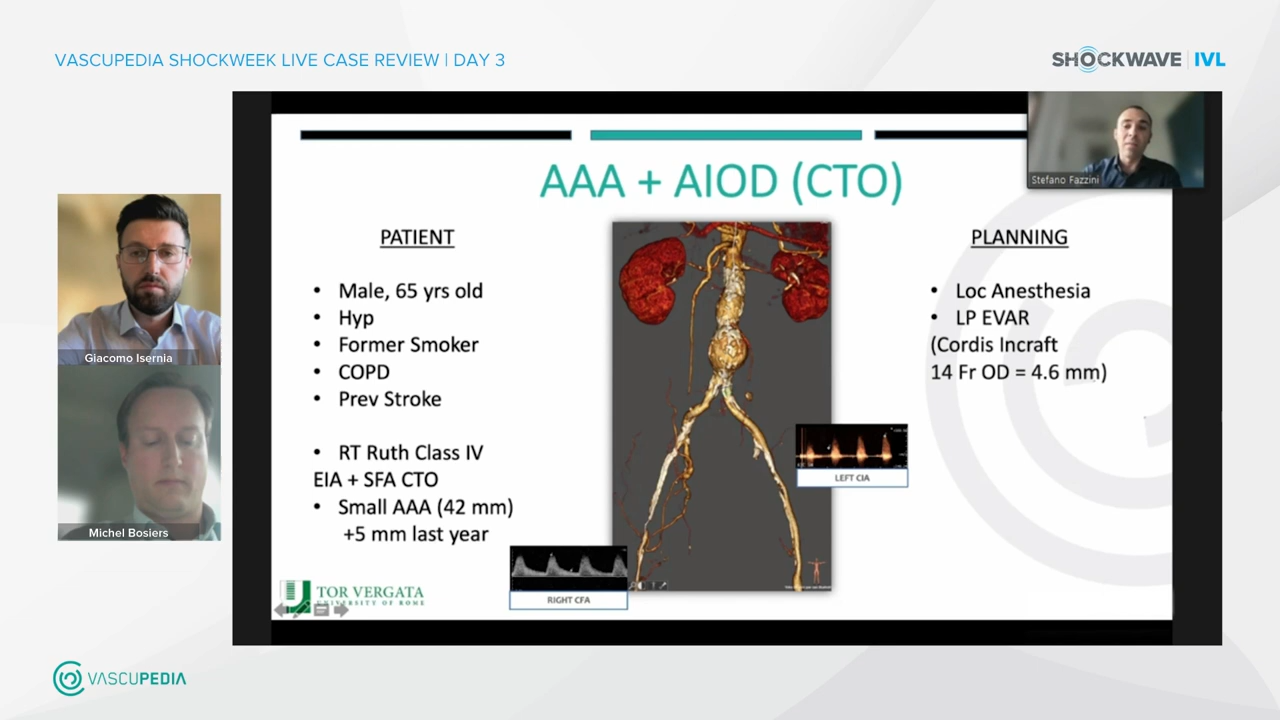 VASCUPEDIA SHOCKWEEK LIVE CASE REVIEW | DAY 3
SHOCKWAVE | IVL
Stefano Fazzini
AAA + AIOD (CTO)
Giacomo Isernia
Michel Bosiers
PATIENT
• Male, 65 yrs old
• Hyp
• Former Smoker
• COPD
• Prev Stroke
• RT Ruth Class IV
EIA + SFA CTO
• Small AAA (42 mm)
+5 mm last year
TOR VERGATA
UNIVERSITY OF ROME
RIGHT CFA
LEFT CIA
PLANNING
• Loc Anesthesia
• LP EVAR
(Cordis Incraft
14 Fr OD = 4.6 mm)
VASCUPEDIA